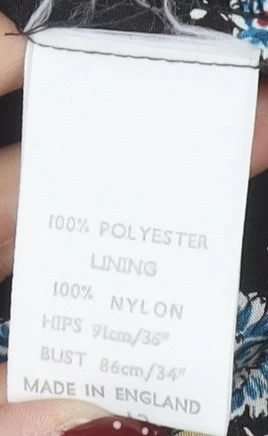 100% POLYESTER
LINING
100% NYLON
HIPS 91cm/36"
BUST 86cm/34"
MADE IN ENGLAND